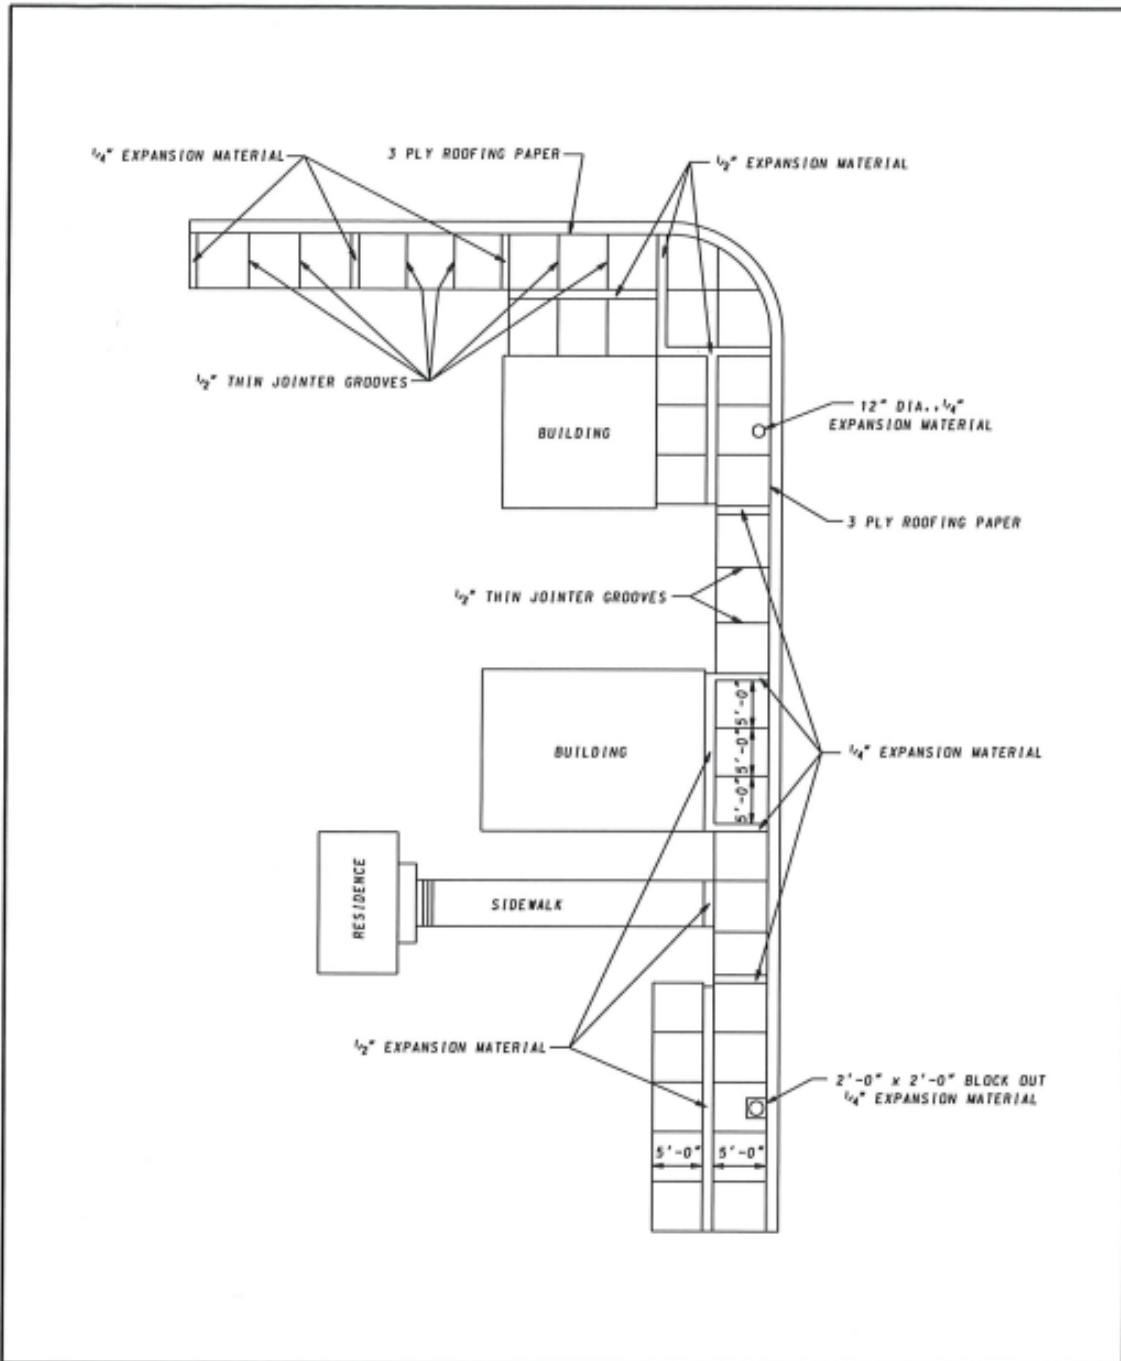 1/4" EXPANSION MATERIAL
3 PLY ROOFING PAPER
1/2" EXPANSION MATERIAL
1/2" THIN JOINTER GROOVES
12" DIA.,1/4"
EXPANSION MATERIAL
BUILDING
3 PLY ROOFING PAPER
1/2" THIN JOINTER GROOVES
5'-0"
5'-0"
5'-0"
BUILDING
1/4" EXPANSION MATERIAL
RESIDENCE
SIDEWALK
1/2" EXPANSION MATERIAL
2'-0" x 2'-0" BLOCK OUT
1/4" EXPANSION MATERIAL
5'-0" 5'-0"